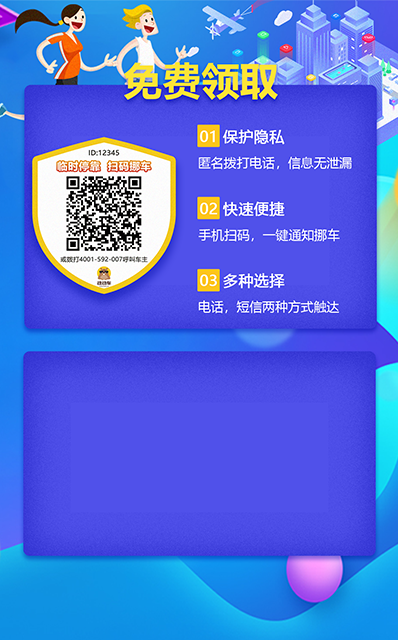 免费领取
ID:12345
临时停靠 扫码挪车
或拨打4001-592-007呼叫车主
01 保护隐私
匿名拨打电话，信息无泄漏
02 快速便捷
手机扫码，一键通知挪车
03 多种选择
电话，短信两种方式触达